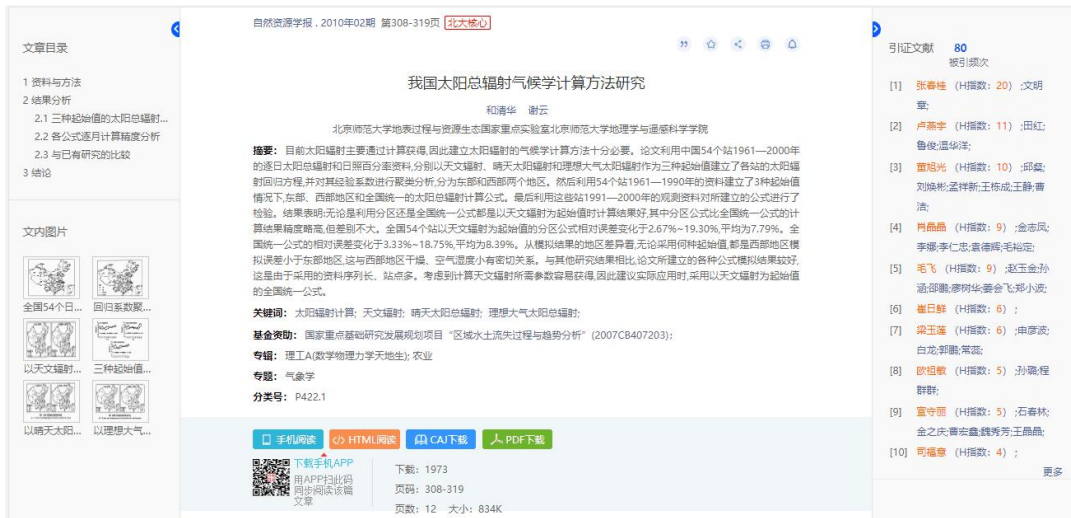 文章目录
1 资料与方法
2 结果分析
2.1 三种起始值的太阳总辐射...
2.2 各公式逐月计算精度分析
2.3 与已有研究的比较
3 结论
文内图片
全国54个日...
回归系数聚...
以天文辐射...
三种起始值...
以晴天太阳...
以理想大气...
自然资源学报 . 2010年02期 第308-319页 北大核心
我国太阳总辐射气候学计算方法研究
和清华 谢云
北京师范大学地表过程与资源生态国家重点实验室北京师范大学地理学与遥感科学学院
摘要: 目前太阳辐射主要通过计算获得,因此建立太阳辐射的气候学计算方法十分必要。论文利用中国54个站1961—2000年
的逐日太阳总辐射和日照百分率资料,分别以天文辐射、晴天太阳辐射和理想大气太阳辐射作为三种起始值建立了各站的太阳辐
射回归方程,并对其经验系数进行聚类分析,分为东部和西部两个地区。然后利用54个站1961—1990年的资料建立了3种起始值
情况下,东部、西部地区和全国统一的太阳总辐射计算公式。最后利用这些站1991—2000年的观测资料对所建立的公式进行了
检验。结果表明:无论是利用分区还是全国统一公式都是以天文辐射为起始值时计算结果好,其中分区公式比全国统一公式的计
算结果精度略高,但差别不大。全国54个站以天文辐射为起始值的分区公式相对误差变化于2.67%~19.30%,平均为7.79%。全
国统一公式的相对误差变化于3.33%~18.75%,平均为8.39%。从模拟结果的地区差异看,无论采用何种起始值,都是西部地区模
拟误差小于东部地区,这与西部地区干燥、空气湿度小有密切关系。与其他研究结果相比,论文所建立的各种公式模拟结果较好,
这是由于采用的资料序列长、站点多。考虑到计算天文辐射所需参数容易获得,因此建议实际应用时,采用以天文辐射为起始值
的全国统一公式。
关键词: 太阳辐射计算; 天文辐射; 晴天太阳总辐射; 理想大气太阳总辐射;
基金资助: 国家重点基础研究发展规划项目“区域水土流失过程与趋势分析”(2007CB407203);
专辑: 理工A(数学物理力学天地生); 农业
专题: 气象学
分类号: P422.1
手机阅读 HTML阅读 CAJ下载 PDF下载
下载手机APP
用APP扫此码
同步阅读该篇
文章
下载: 1973
页码: 308-319
页数: 12 大小: 834K
引证文献 80
被引频次
[1] 张春桂 (H指数: 20) ;文明
章;
[2] 卢燕宇 (H指数: 11) ;田红;
鲁俊;温华洋;
[3] 董旭光 (H指数: 10) ;邱粲;
刘焕彬;孟祥新;王栋成;王静;曹
洁;
[4] 肖晶晶 (H指数: 9) ;金志凤;
李娜;李仁忠;袁德辉;毛裕定;
[5] 毛飞 (H指数: 9) ;赵玉金;孙
涵;邵鹏;廖树华;姜会飞;郑小波;
[6] 崔日鲜 (H指数: 6) ;
[7] 梁玉莲 (H指数: 6) ;申彦波;
白龙;郭鹏;常蕊;
[8] 欧祖敏 (H指数: 5) ;孙璐;程
群群;
[9] 宣守丽 (H指数: 5) ;石春林;
金之庆;曹宏鑫;魏秀芳;王晶晶;
[10] 司福意 (H指数: 4) ;
更多